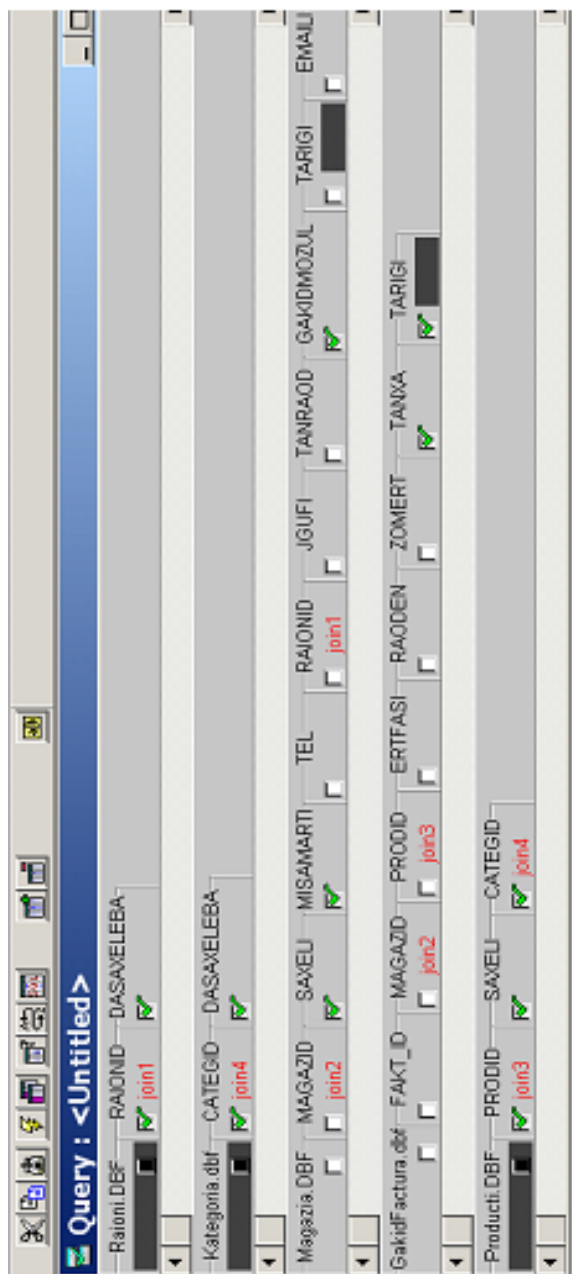 Query : <Untitled>
Raioni.DBF RAIONID DASAXELEBA
join1
Kategoria.dbf CATEGID DASAXELEBA
join4
Magazia.DBF MAGAZID SAXELI MISAMARTI TEL RAIONID JGUFI TANRAOD GAKIDMOZUL TARIGI EMAILI
join2 join1
GakidFactura.dbf FAKT_ID MAGAZID PRODID ERTFASI RAODEN ZOMERT TANXA TARIGI
join2 join3
Producti.DBF PRODID SAXELI CATEGID
join3 join4